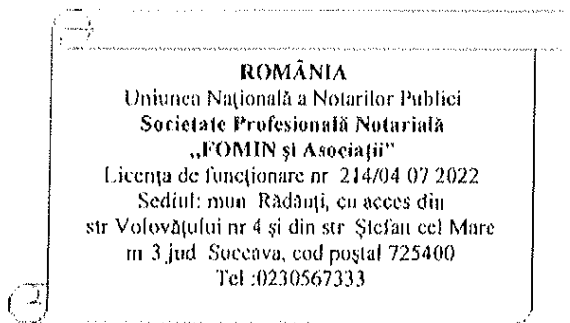 ROMÂNIA
Uniunea Națională a Notarilor Publici
Societate Profesională Notarială
„FOMIN și Asociații"
Licența de funcționare nr 214/04 07 2022
Sediul: mun Rădăuți, cu acces din
str Volovățului nr 4 și din str Ștefan cel Mare
nr 3 jud Suceava, cod poștal 725400
Tel :0230567333